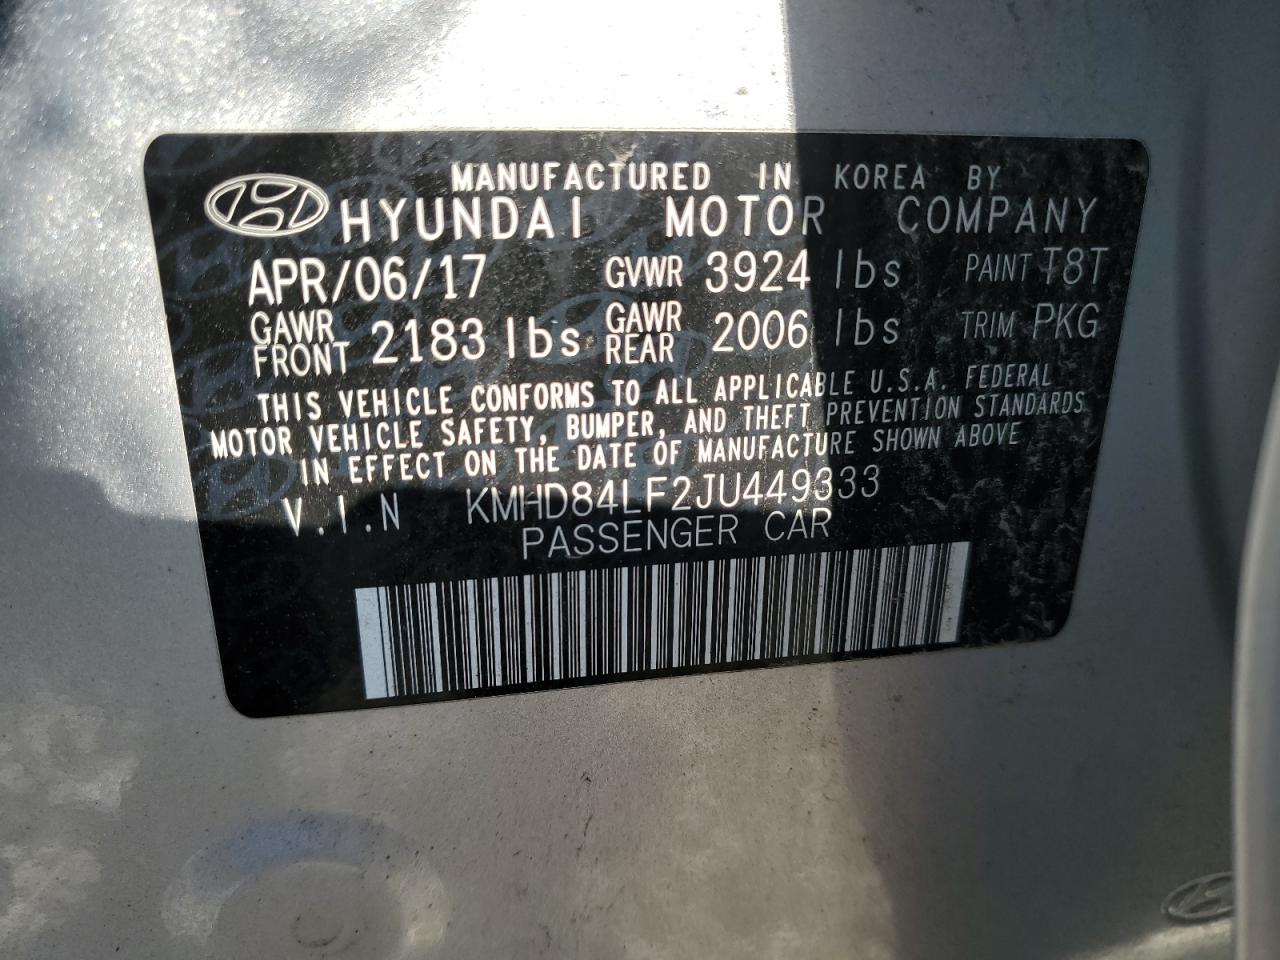 MANUFACTURED IN KOREA BY
HYUNDAI MOTOR COMPANY
APR/06/17 GVWR 3924 lbs PAINT T8T
GAWR FRONT 2183 lbs GAWR REAR 2006 lbs TRIM PKG
THIS VEHICLE CONFORMS TO ALL APPLICABLE U.S.A. FEDERAL
MOTOR VEHICLE SAFETY, BUMPER, AND THEFT PREVENTION STANDARDS
IN EFFECT ON THE DATE OF MANUFACTURE SHOWN ABOVE
V.I.N KMHD84LF2JU449333
PASSENGER CAR